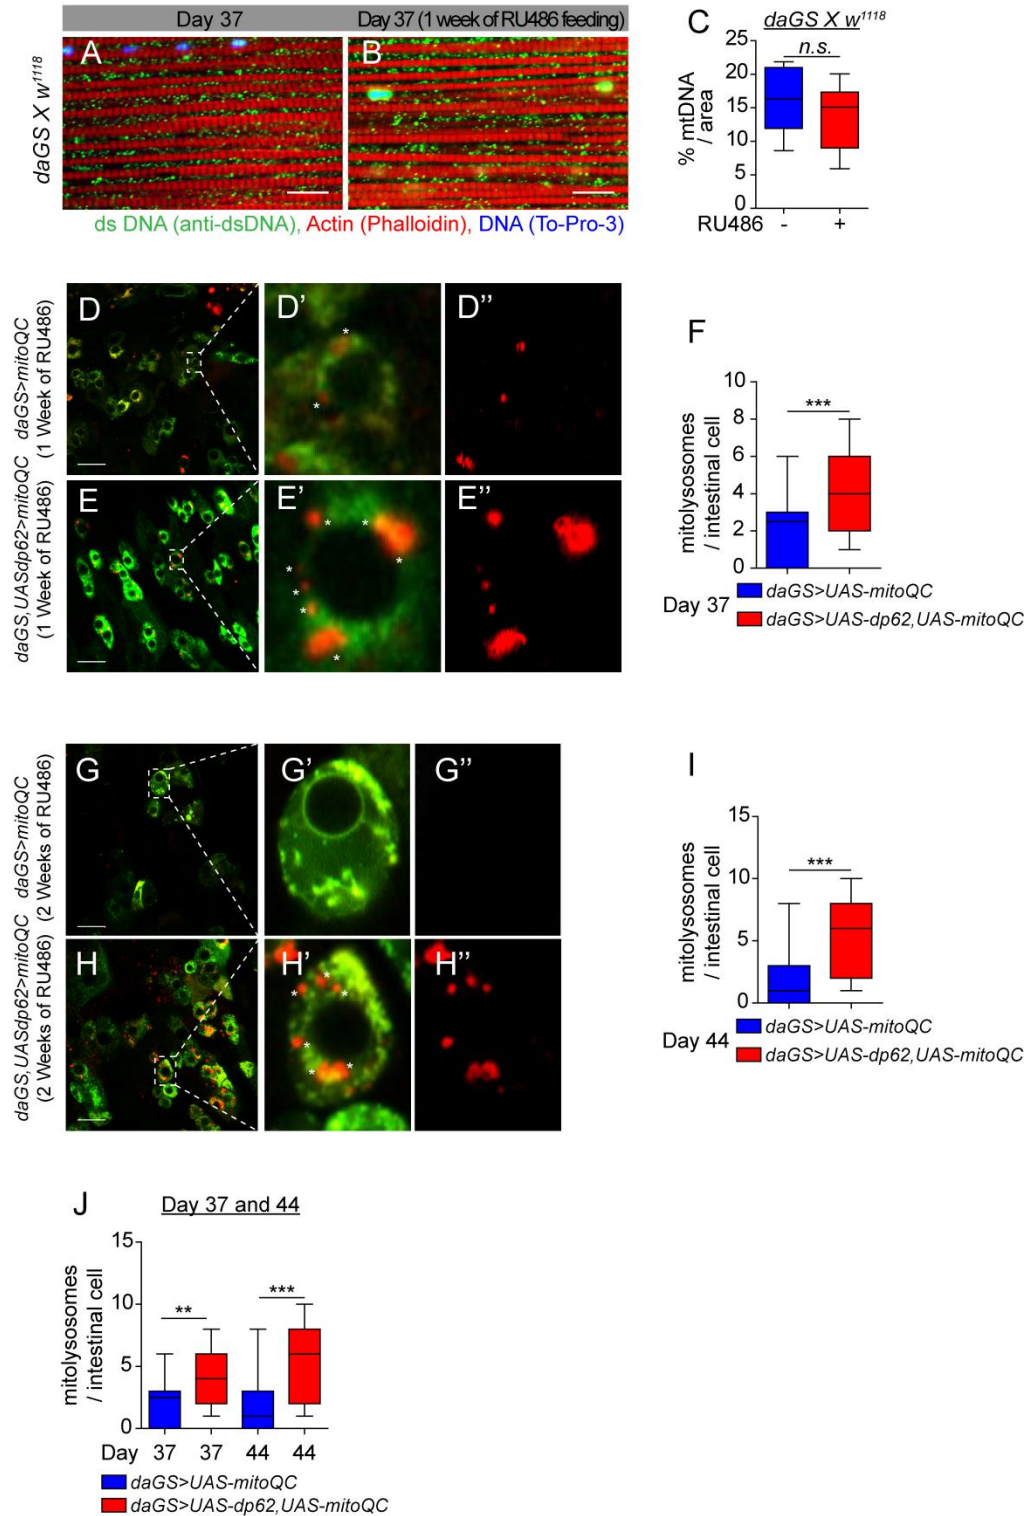 Day 37
Day 37 (1 week of RU486 feeding)
daGS X w1118
A
B
ds DNA (anti-dsDNA), Actin (Phalloidin), DNA (To-Pro-3)
C
daGS X w1118
n.s.
% mtDNA
/ area
25
20
15
10
5
0
RU486 - +
daGS>mitoQC
(1 Week of RU486)
D
D’
*
*
D’’
daGS,UASdp62>mitoQC
(1 Week of RU486)
E
E’
*
*
*
*
*
*
*
E’’
F
mitolysosomes
/ intestinal cell
10
8
6
4
2
0
***
Day 37
daGS>UAS-mitoQC
daGS>UAS-dp62,UAS-mitoQC
daGS>mitoQC
(2 Weeks of RU486)
G
G’
G’’
daGS,UASdp62>mitoQC
(2 Weeks of RU486)
H
H’
*
*
*
*
*
*
H’’
I
mitolysosomes
/ intestinal cell
15
10
5
0
***
Day 44
daGS>UAS-mitoQC
daGS>UAS-dp62,UAS-mitoQC
J
Day 37 and 44
mitolysosomes
/ intestinal cell
15
10
5
0
**
***
Day 37 37 44 44
daGS>UAS-mitoQC
daGS>UAS-dp62,UAS-mitoQC